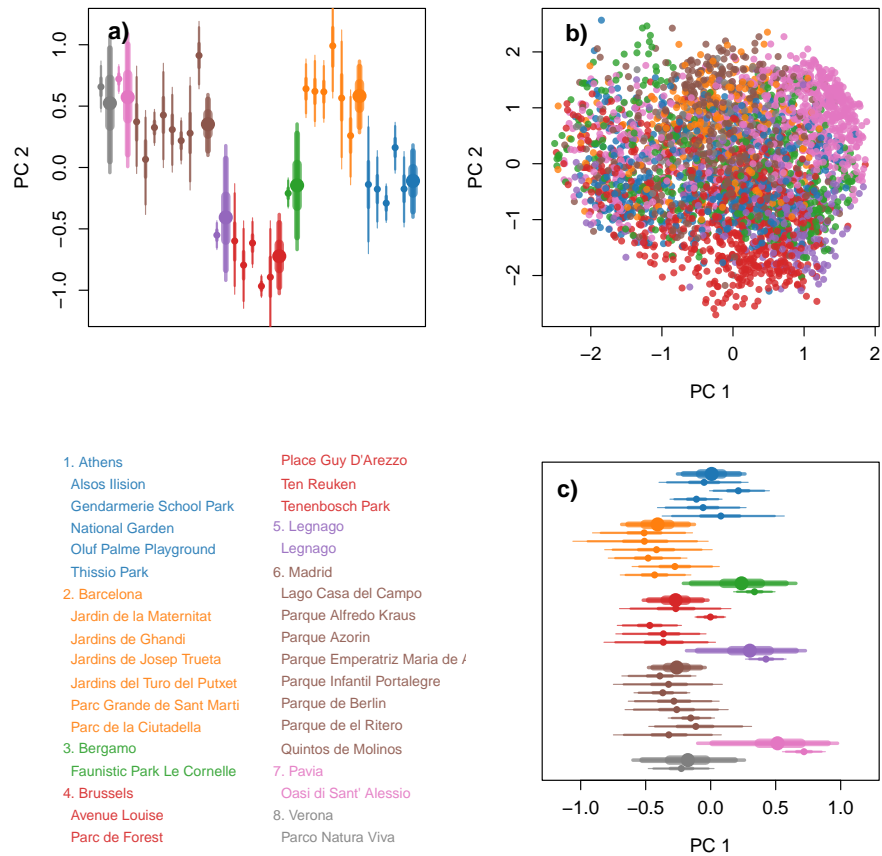 a)
1.0
0.5
0.0
−0.5
−1.0
PC 2
b)
2
1
0
−1
−2
PC 2
−2 −1 0 1 2
PC 1
1. Athens
Alsos Ilision
Gendarmerie School Park
National Garden
Oluf Palme Playground
Thissio Park
2. Barcelona
Jardin de la Maternitat
Jardins de Ghandi
Jardins de Josep Trueta
Jardins del Turo del Putxet
Parc Grande de Sant Marti
Parc de la Ciutadella
3. Bergamo
Faunistic Park Le Cornelle
4. Brussels
Avenue Louise
Parc de Forest
Place Guy D'Arezzo
Ten Reuken
Tenenbosch Park
5. Legnago
Legnago
6. Madrid
Lago Casa del Campo
Parque Alfredo Kraus
Parque Azorin
Parque Emperatriz Maria de
Parque Infantil Portalegre
Parque de Berlin
Parque de el Ritero
Quintos de Molinos
7. Pavia
Oasi di Sant' Alessio
8. Verona
Parco Natura Viva
c)
−1.0 −0.5 0.0 0.5 1.0
PC 1